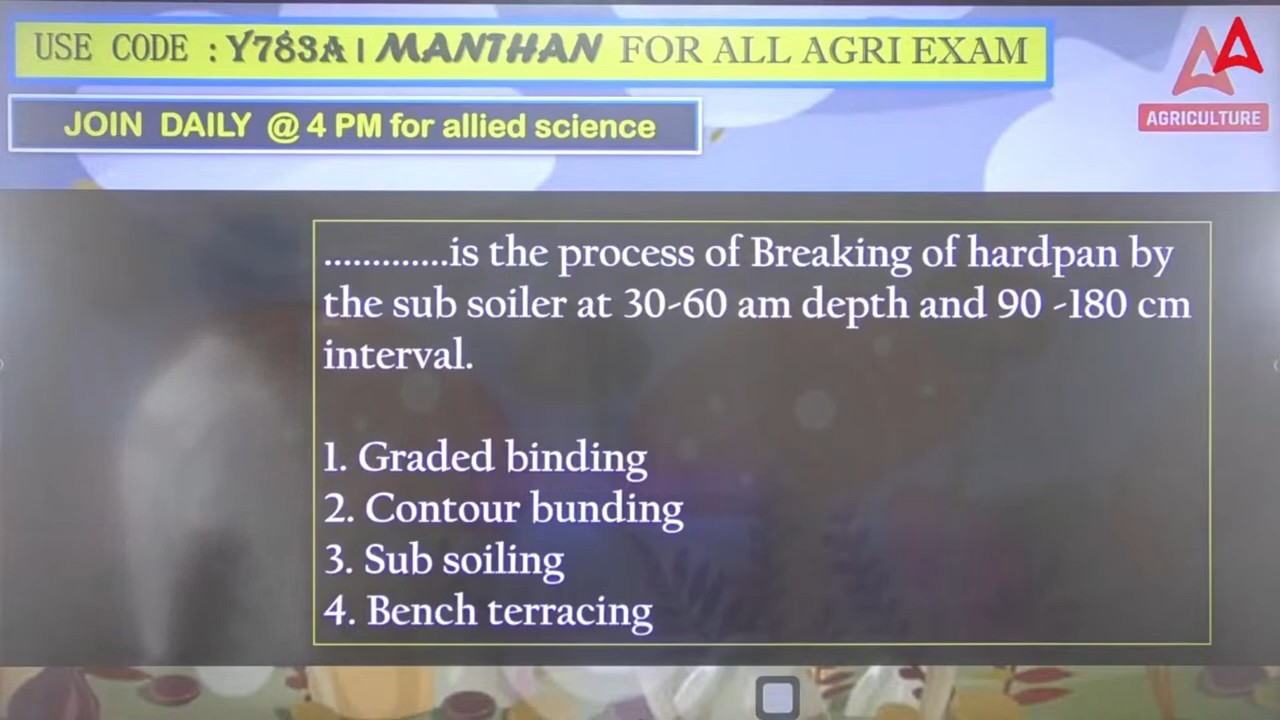 USE CODE : Y783A | MANTHAN FOR ALL AGRI EXAM
AGRICULTURE
JOIN DAILY @ 4 PM for allied science
.............is the process of Breaking of hardpan by
the sub soiler at 30-60 am depth and 90 -180 cm
interval.
1. Graded binding
2. Contour bunding
3. Sub soiling
4. Bench terracing